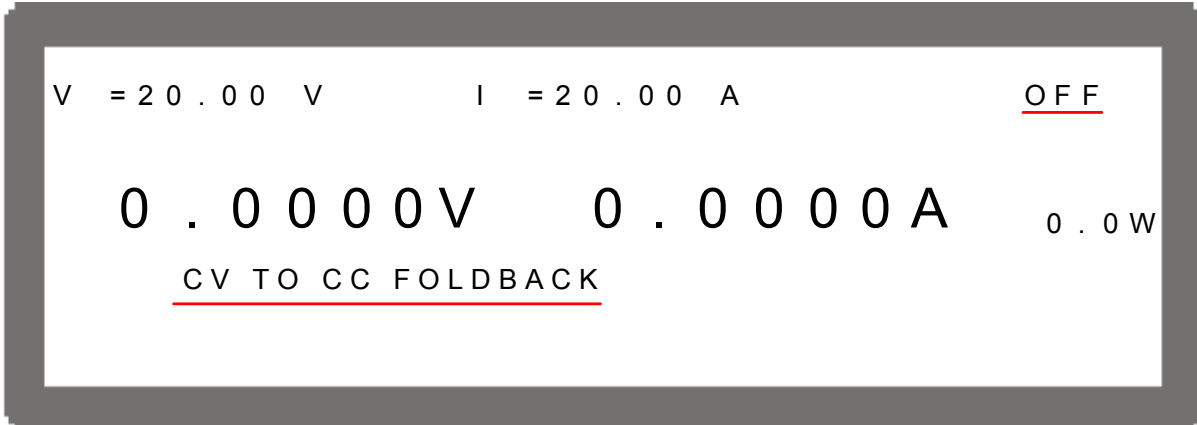 V =20.00 V I =20.00 A OFF
0.0000V 0.0000A 0.0W
CV TO CC FOLDBACK